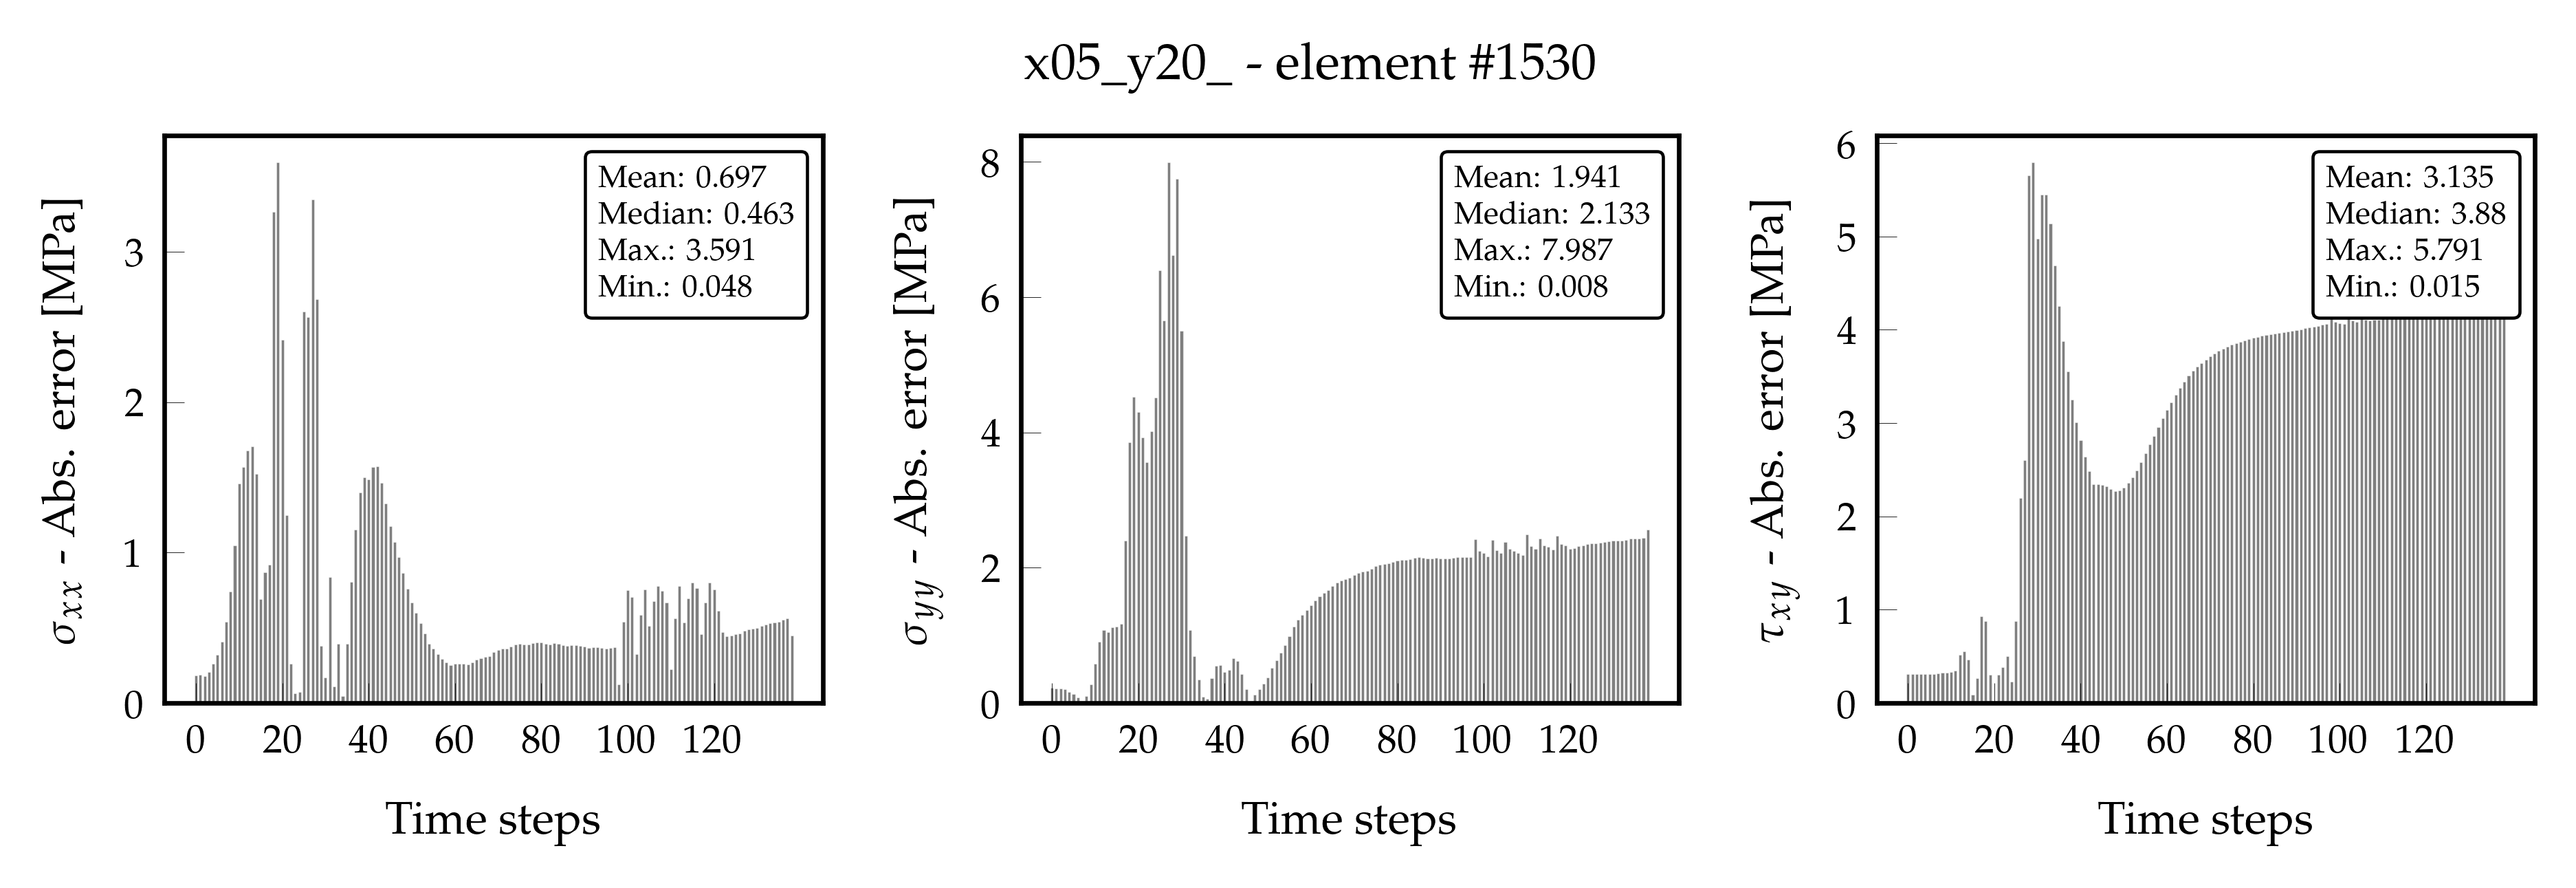 x05_y20_ - element #1530
σxx - Abs. error [MPa]
3
2
1
0
Mean: 0.697
Median: 0.463
Max.: 3.591
Min.: 0.048
0 20 40 60 80 100 120
Time steps
σyy - Abs. error [MPa]
8
6
4
2
0
Mean: 1.941
Median: 2.133
Max.: 7.987
Min.: 0.008
0 20 40 60 80 100 120
Time steps
τxy - Abs. error [MPa]
6
5
4
3
2
1
0
Mean: 3.135
Median: 3.88
Max.: 5.791
Min.: 0.015
0 20 40 60 80 100 120
Time steps